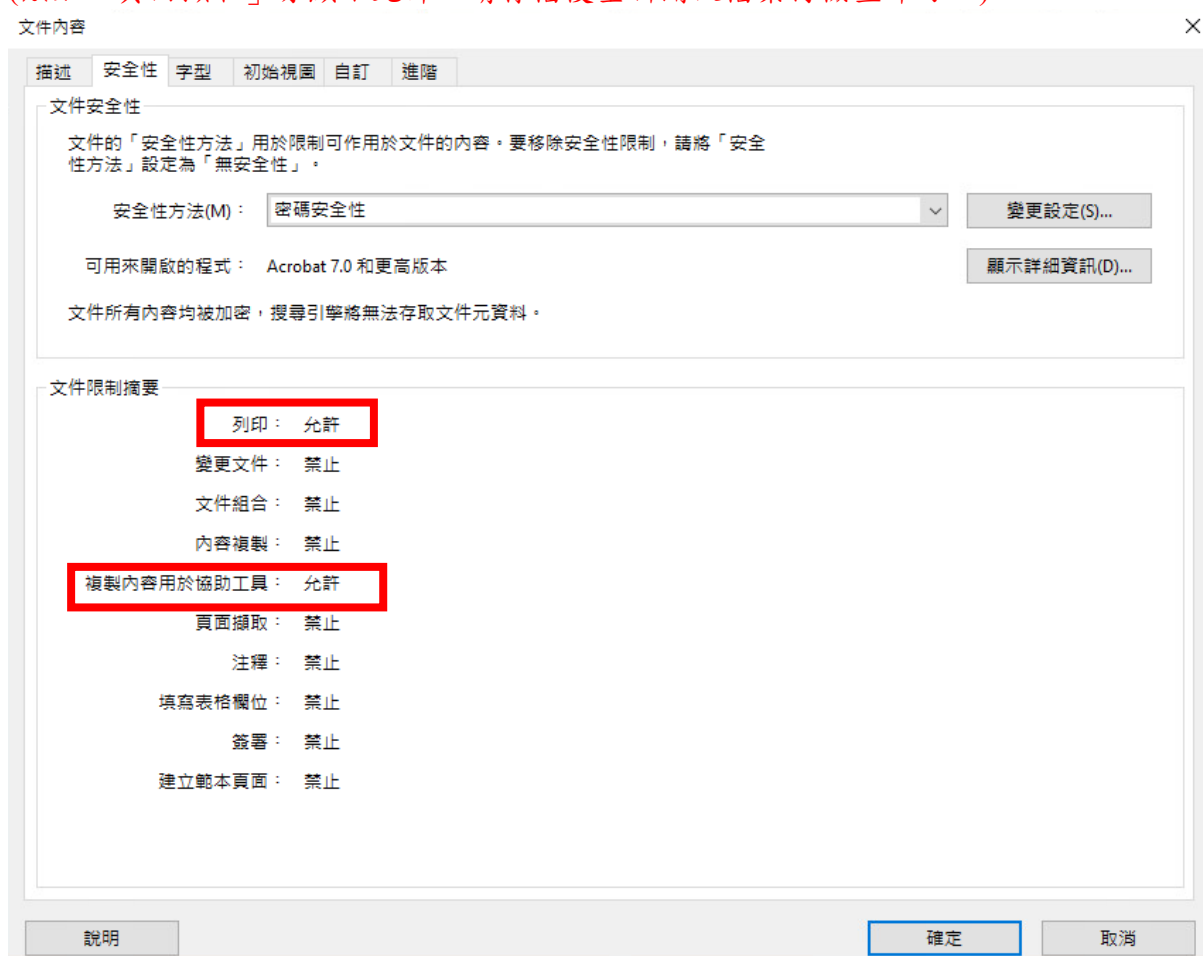 文件內容
描述 安全性 字型 初始視圖 自訂 進階
文件安全性
文件的「安全性方法」用於限制可作用於文件的內容。要移除安全性限制，請將「安全
性方法」設定為「無安全性」。
安全性方法(M)： 密碼安全性 變更設定(S)...
可用來開啟的程式： Acrobat 7.0 和更高版本 顯示詳細資訊(D)...
文件所有內容均被加密，搜尋引擎將無法存取文件元資料。
文件限制摘要
列印： 允許
變更文件： 禁止
文件組合： 禁止
內容複製： 禁止
複製內容用於協助工具： 允許
頁面擷取： 禁止
注釋： 禁止
填寫表格欄位： 禁止
簽署： 禁止
建立範本頁面： 禁止
說明 確定 取消